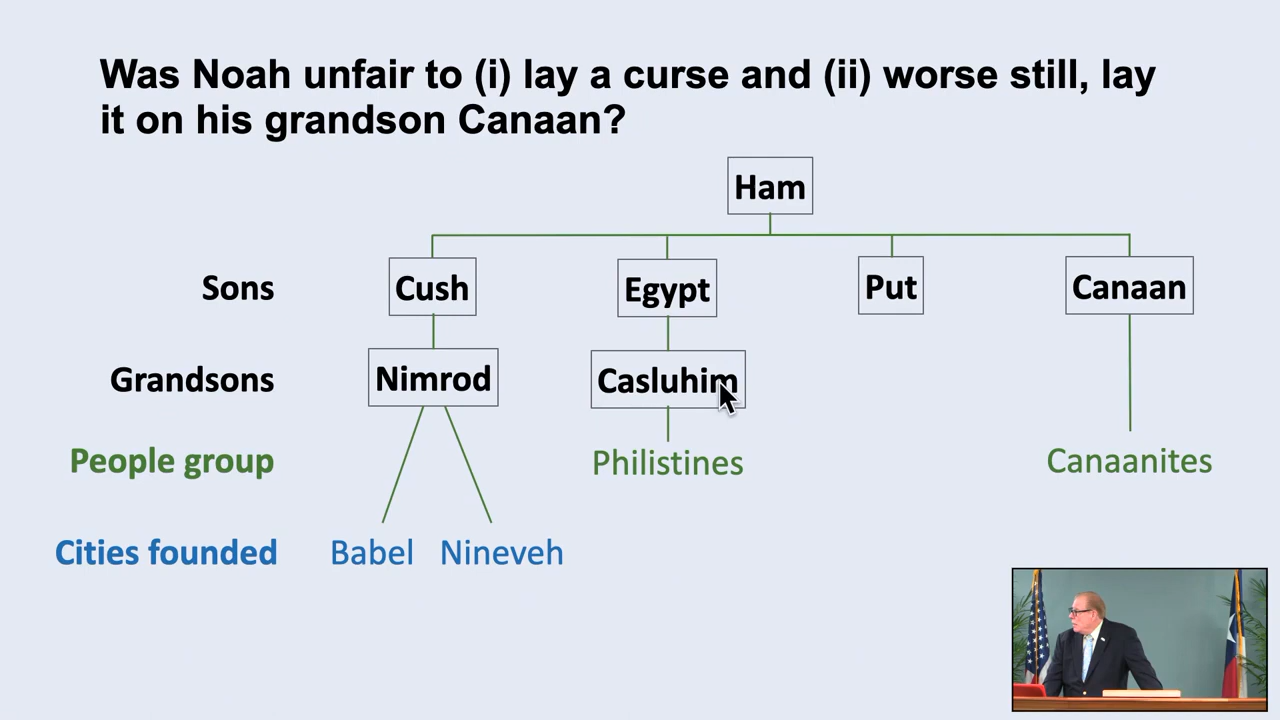 Was Noah unfair to (i) lay a curse and (ii) worse still, lay
it on his grandson Canaan?
Ham
Sons
Cush
Egypt
Put
Canaan
Grandsons
Nimrod
Casluhim
People group
Philistines
Canaanites
Cities founded
Babel
Nineveh